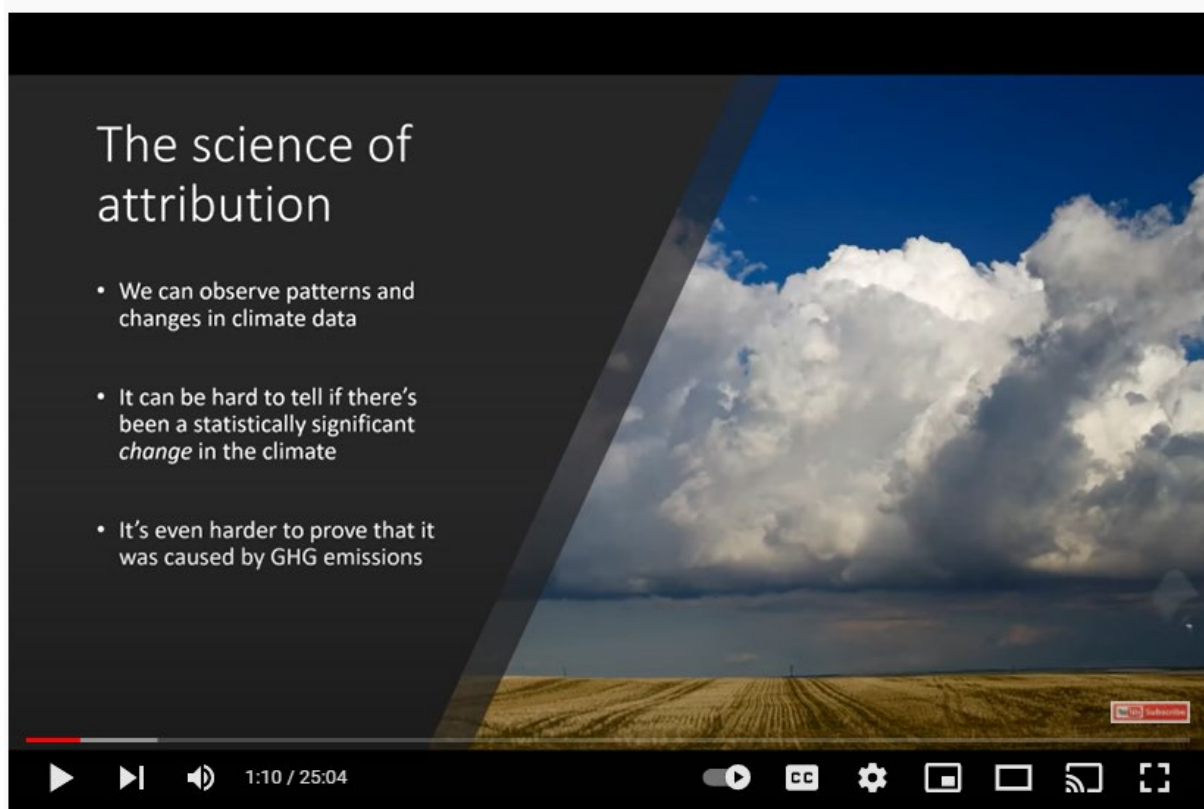 The science of
attribution
• We can observe patterns and
changes in climate data
• It can be hard to tell if there's
been a statistically significant
change in the climate
• It's even harder to prove that it
was caused by GHG emissions
Subscribe
1:10 / 25:04
CC